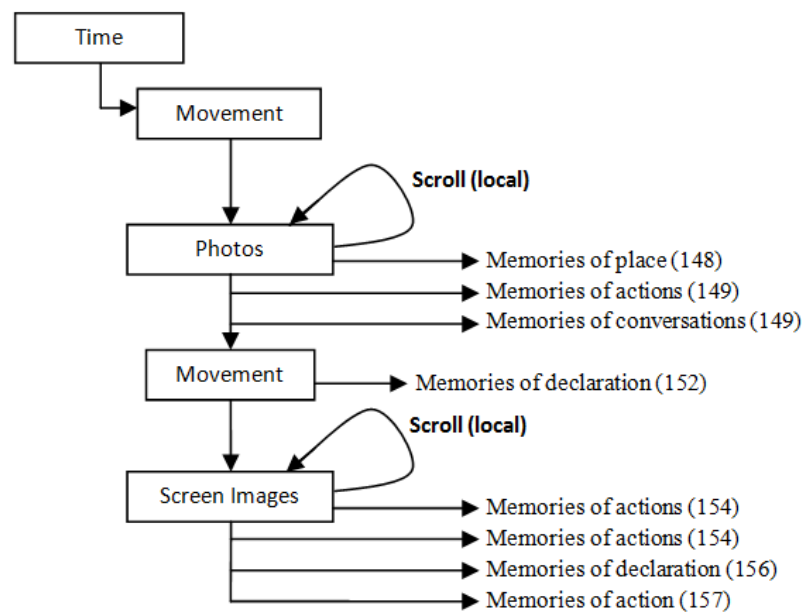 Time
Movement
Scroll (local)
Photos
Memories of place (148)
Memories of actions (149)
Memories of conversations (149)
Movement
Memories of declaration (152)
Scroll (local)
Screen Images
Memories of actions (154)
Memories of actions (154)
Memories of declaration (156)
Memories of action (157)